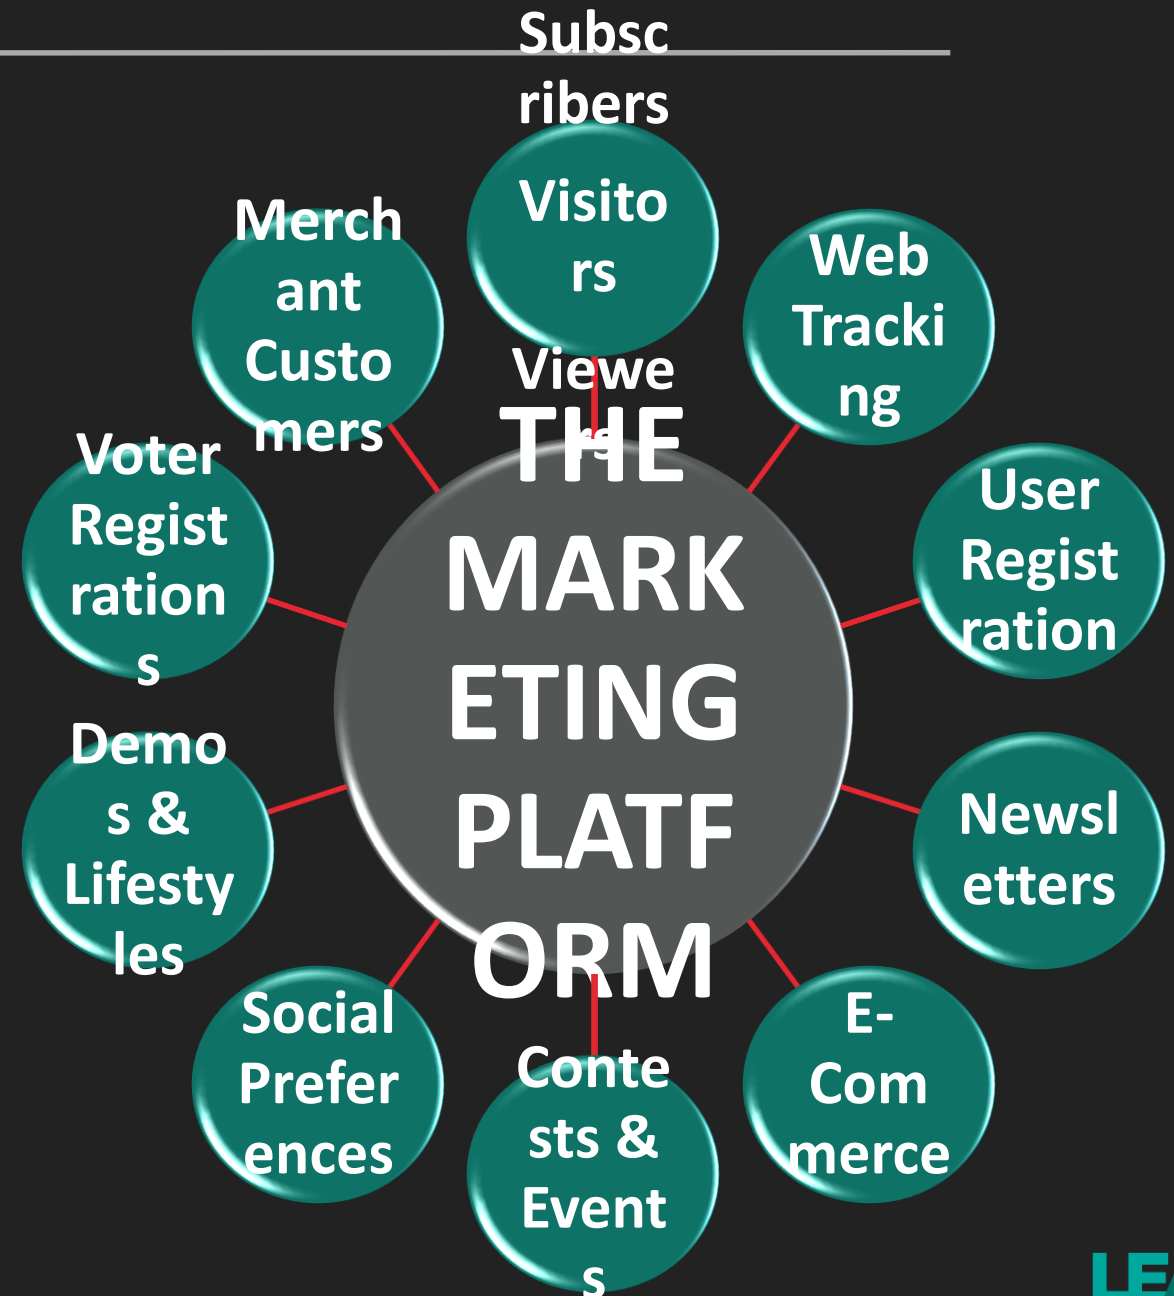 Subsc
ribers
Visito
rs
Viewe
rs
Web
Tracki
ng
User
Regist
ration
Newsl
etters
E-
Com
merce
Conte
sts &
Event
s
Social
Prefer
ences
Demo
s &
Lifesty
les
Voter
Regist
ration
s
Merch
ant
Custo
mers
THE
MARK
ETING
PLATF
ORM